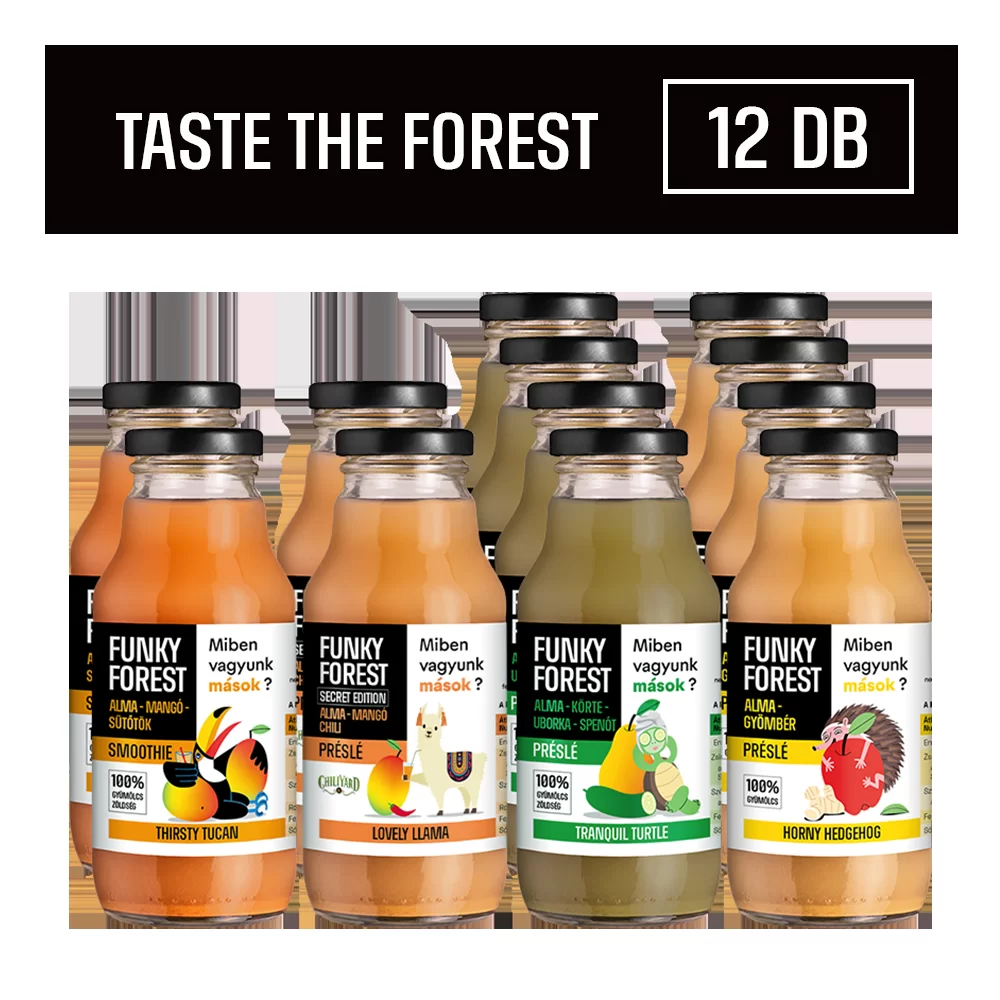 TASTE THE FOREST
12 DB
FUNKY
FOREST
ALMA - MANGÓ -
SÜTŐTÖK
SMOOTHIE
100%
GYÜMÖLCS
ZÖLDSÉG
Miben
vagyunk
mások ?
THIRSTY TUCAN
FUNKY
FOREST
SECRET EDITION
ALMA - MANGÓ
CHILI
PRÉSLÉ
CHILIYARD
Miben
vagyunk
mások ?
LOVELY LLAMA
FUNKY
FOREST
ALMA - KÖRTE -
UBORKA - SPENÓT
PRÉSLÉ
100%
GYÜMÖLCS
ZÖLDSÉG
Miben
vagyunk
mások ?
TRANQUIL TURTLE
FUNKY
FOREST
ALMA -
GYÖMBÉR
PRÉSLÉ
100%
GYÜMÖLCS
Miben
vagyunk
mások ?
HORNY HEDGEHOG